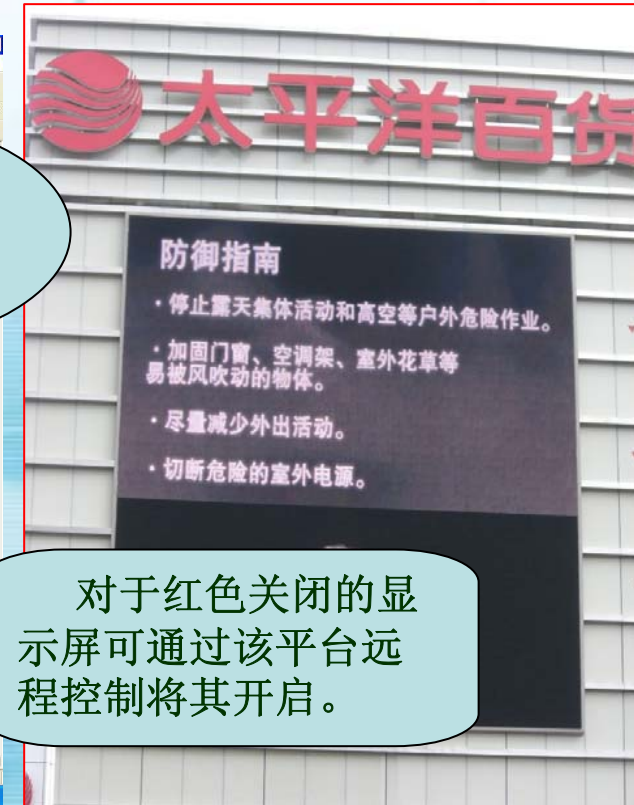 太平洋百货
防御指南
·停止露天集体活动和高空等户外危险作业。
·加固门窗、空调架、室外花草等
易被风吹动的物体。
·尽量减少外出活动。
·切断危险的室外电源。
对于红色关闭的显
示屏可通过该平台远
程控制将其开启。